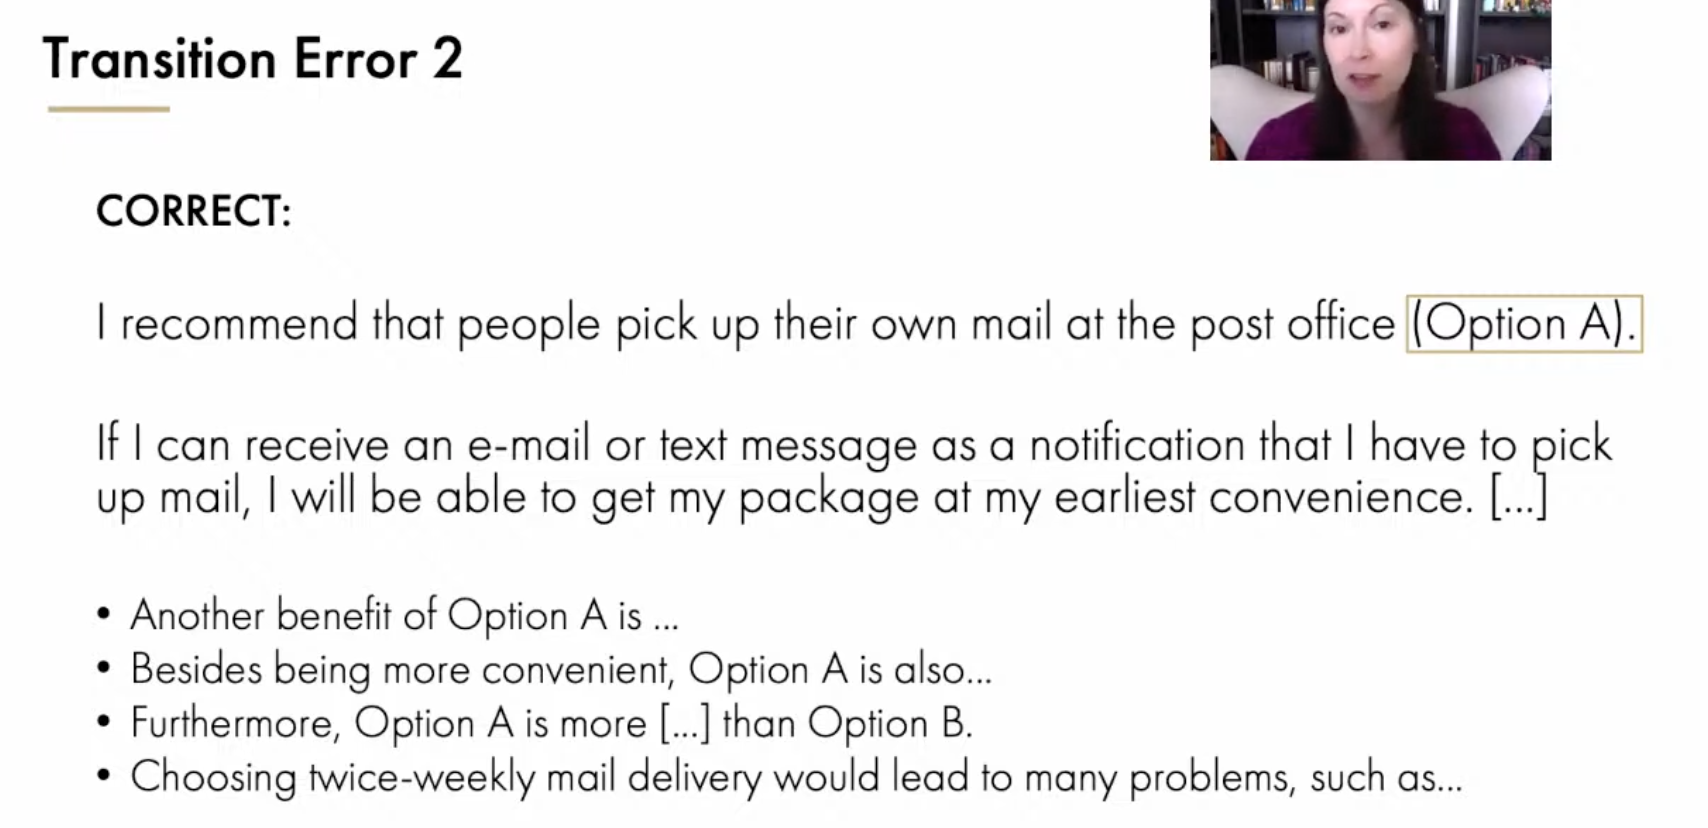 Transition Error 2
CORRECT:
I recommend that people pick up their own mail at the post office (Option A).
If I can receive an e-mail or text message as a notification that I have to pick
up mail, I will be able to get my package at my earliest convenience. [...]
• Another benefit of Option A is ...
• Besides being more convenient, Option A is also...
• Furthermore, Option A is more [...] than Option B.
• Choosing twice-weekly mail delivery would lead to many problems, such as...